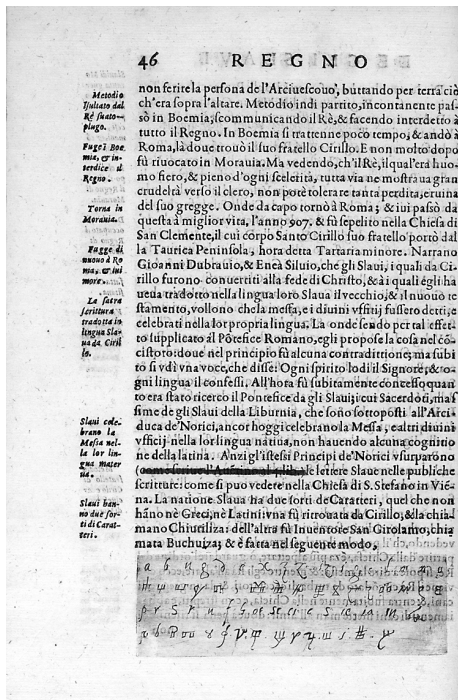 46 REGNO
non ferire la persona de l'Arciuescouo, buttando per terra ciò
ch'era sopra l'altare. Metodio indi partito, incontanente pas-
sò in Boemia, scommunicando il Rè, & facendo interdetto à
tutto il Regno. In Boemia si trattenne poco tempo, & andò à
Roma, là doue trouò il suo fratello Cirillo. E non molto dopo
fù riuocato in Morauia. Ma vedendo, ch'il Rè, il qual'era huo-
mo fiero, & pieno d'ogni sceleritá, tutta via ne mostraua gran
crudeltà verso il clero, non potè tolerare tanta perdita, e ruina
del suo gregge. Onde da capo tornò à Roma; & iui passò da
questa à miglior vita, l'anno 907. & fù sepelito nella Chiesa di
San Clemente, il cui corpo Santo Cirillo suo fratello portò dal
la Taurica Peninsola, hora detta Tartaria minore. Narrano
Gioanni Dubrauio, & Enea Siluio, che gli Slaui, i quali da Ci-
rillo furono conuertiti alla fede di Christo, & à i quali egli ha
ueua tradotto nella lingua loro Slaua il vecchio, & il nuouo te
stamento, vollono che la messa, e i diuini vfficij fussero detti, e
celebrati nella lor propria lingua. La onde sendo per tal effet-
to supplicato il Pótefice Romano, egli propose la cosa nel có-
cistoro: doue nel principio fù alcuna contradittione; ma subi
to si vdì vna voce, che disse: Ogni spirito lodi il Signore, & o-
gni lingua il confessi. All'hora fù subitamente concesso, quan
to era stato ricerco il Pontefice da gli Slaui; i cui Sacerdoti, mas
sime de gli Slaui della Liburnia, che sono sottoposti all'Arci-
duca de'Norici, ancor hoggi celebrano la Messa, e altri diuini
vfficij nella lor lingua natiua, non hauendo alcuna cognitio
ne della latina. Anzi gl'istessi Principi de'Norici vsurparono
le lettere Slaue nelle publiche
scritture: come si puo vedere nella Chiesa di S. Stefano in Vié-
na. La natione Slaua ha due sorti de Caratteri, quel che non
hãno nè Greci, nè Latini: vna fù ritrouata da Cirillo, & la chia-
mano Chiuriliza: dell'altra fù Inuentore San Girolamo, chia
mata Buchuiza; & è fatta nel seguente modo,
Metodio
Isultato dal
Rè Suato-
plugo.
Fuge i Boe
mia, & in-
terdice il
Regno.
Torna in
Morauia.
Fugge di
nuouo à Ro
ma, & iui
more.
La sacra
scrittura
tradotta in
lingua Sla-
ua da Ciril
lo.
Slaui cele-
brano la
Messa nel-
la lor lin-
gua mater
na.
Slaui han-
no due sor-
ti di Carat-
teri.